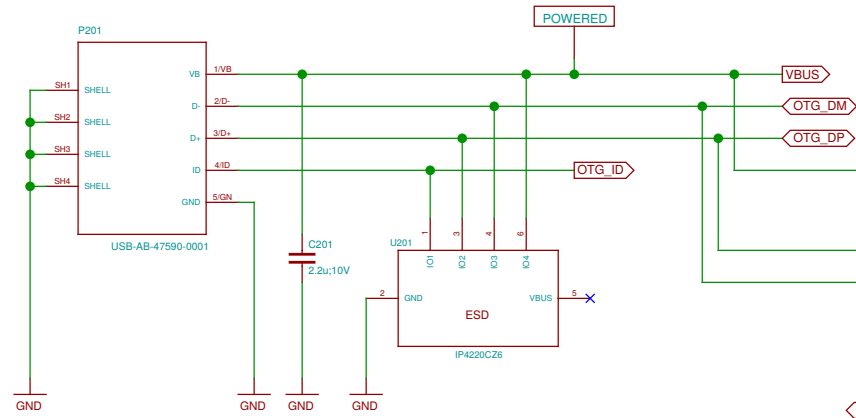 POWERED
P201
VB
1/VB
VBUS
SH1
SHELL
D-
2/D-
OTG_DM
SH2
SHELL
D+
3/D+
OTG_DP
SH3
SHELL
ID
4/ID
OTG_ID
SH4
SHELL
GND
5/GN
USB-AB-47590-0001
C201
2.2u;10V
U201
1
3
4
6
IO1
IO2
IO3
IO4
2
GND
VBUS
5
ESD
IP4220CZ6
GND
GND
GND
GND